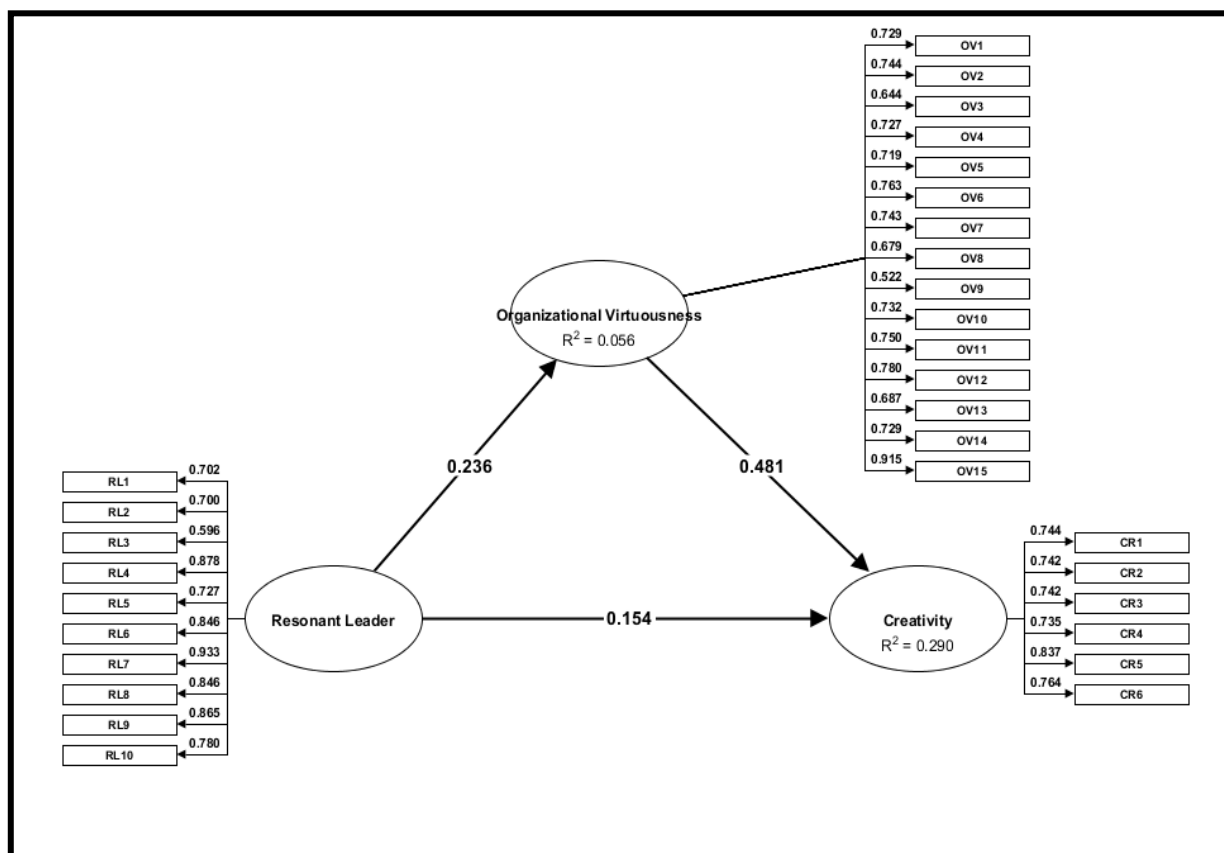 0.729
OV1
0.744
OV2
0.644
OV3
0.727
OV4
0.719
OV5
0.763
OV6
0.743
OV7
0.679
OV8
0.522
OV9
0.732
OV10
0.750
OV11
0.780
OV12
0.687
OV13
0.729
OV14
0.915
OV15
Organizational Virtuousness
R² = 0.056
0.236
0.481
0.702
RL1
0.700
RL2
0.596
RL3
0.878
RL4
0.727
RL5
0.846
RL6
0.933
RL7
0.846
RL8
0.865
RL9
0.780
RL10
Resonant Leader
0.154
Creativity
R² = 0.290
0.744
CR1
0.742
CR2
0.742
CR3
0.735
CR4
0.837
CR5
0.764
CR6